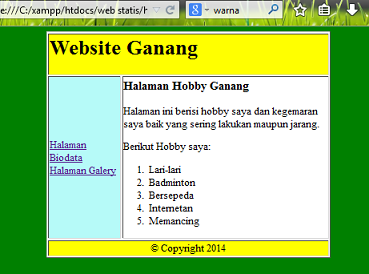 e:///C:/xampp/htdocs/web statis/h
8 warna
Website Ganang
Halaman Hobby Ganang
Halaman ini berisi hobby saya dan kegemaran
saya baik yang sering lakukan maupun jarang.
Berikut Hobby saya:
Halaman
Biodata
Halaman Galery
1. Lari-lari
2. Badminton
3. Bersepeda
4. Internetan
5. Memancing
© Copyright 2014